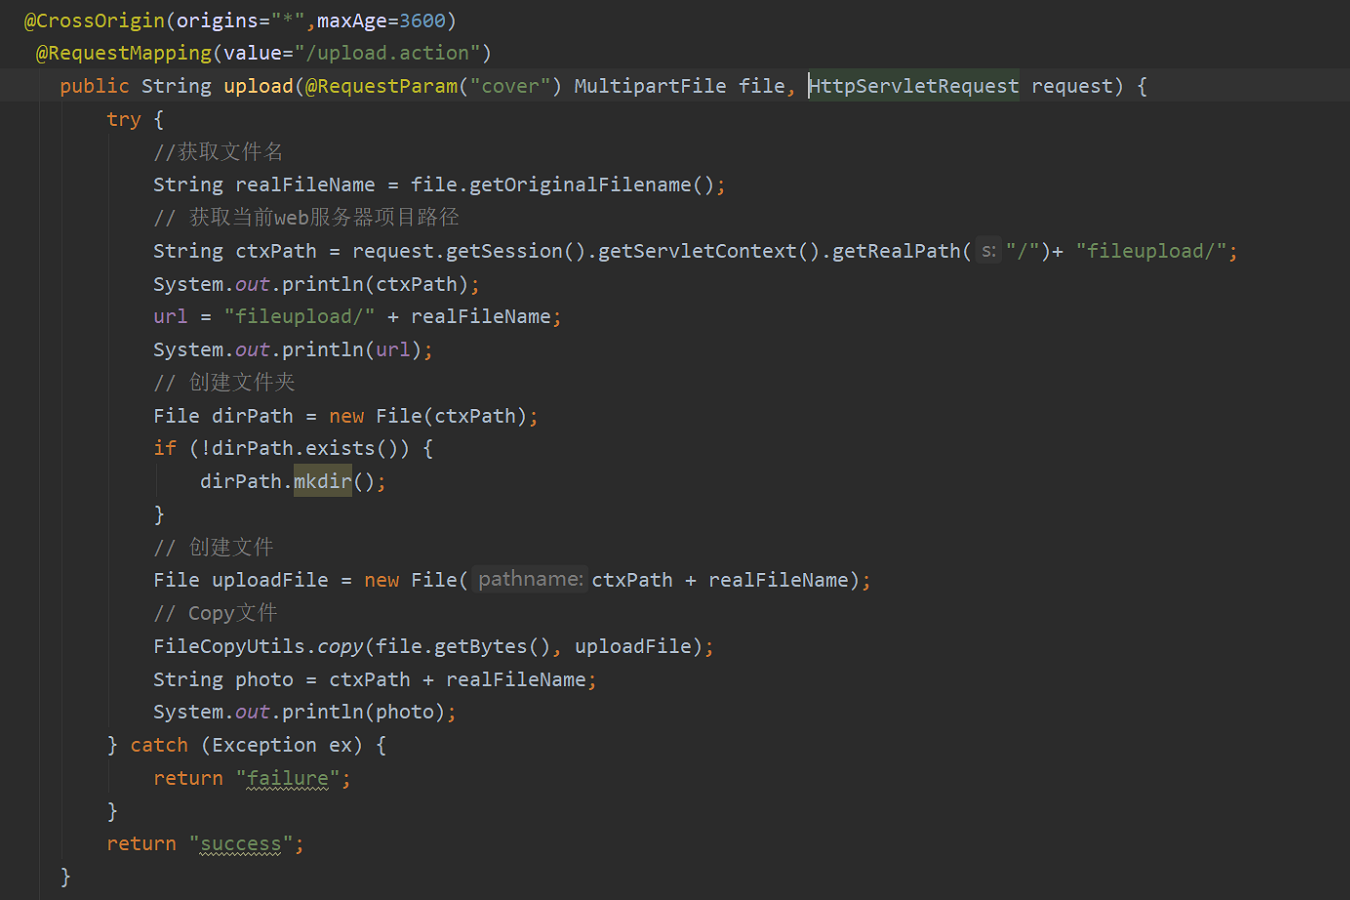 @CrossOrigin(origins="*",maxAge=3600)
@RequestMapping(value="/upload.action")
public String upload(@RequestParam("cover") MultipartFile file, HttpServletRequest request) {
try {
//获取文件名
String realFileName = file.getOriginalFilename();
// 获取当前web服务器项目路径
String ctxPath = request.getSession().getServletContext().getRealPath( s: "/")+ "fileupload/";
System.out.println(ctxPath);
url = "fileupload/" + realFileName;
System.out.println(url);
// 创建文件夹
File dirPath = new File(ctxPath);
if (!dirPath.exists()) {
dirPath.mkdir();
}
// 创建文件
File uploadFile = new File( pathname: ctxPath + realFileName);
// Copy文件
FileCopyUtils.copy(file.getBytes(), uploadFile);
String photo = ctxPath + realFileName;
System.out.println(photo);
} catch (Exception ex) {
return "failure";
}
return "success";
}